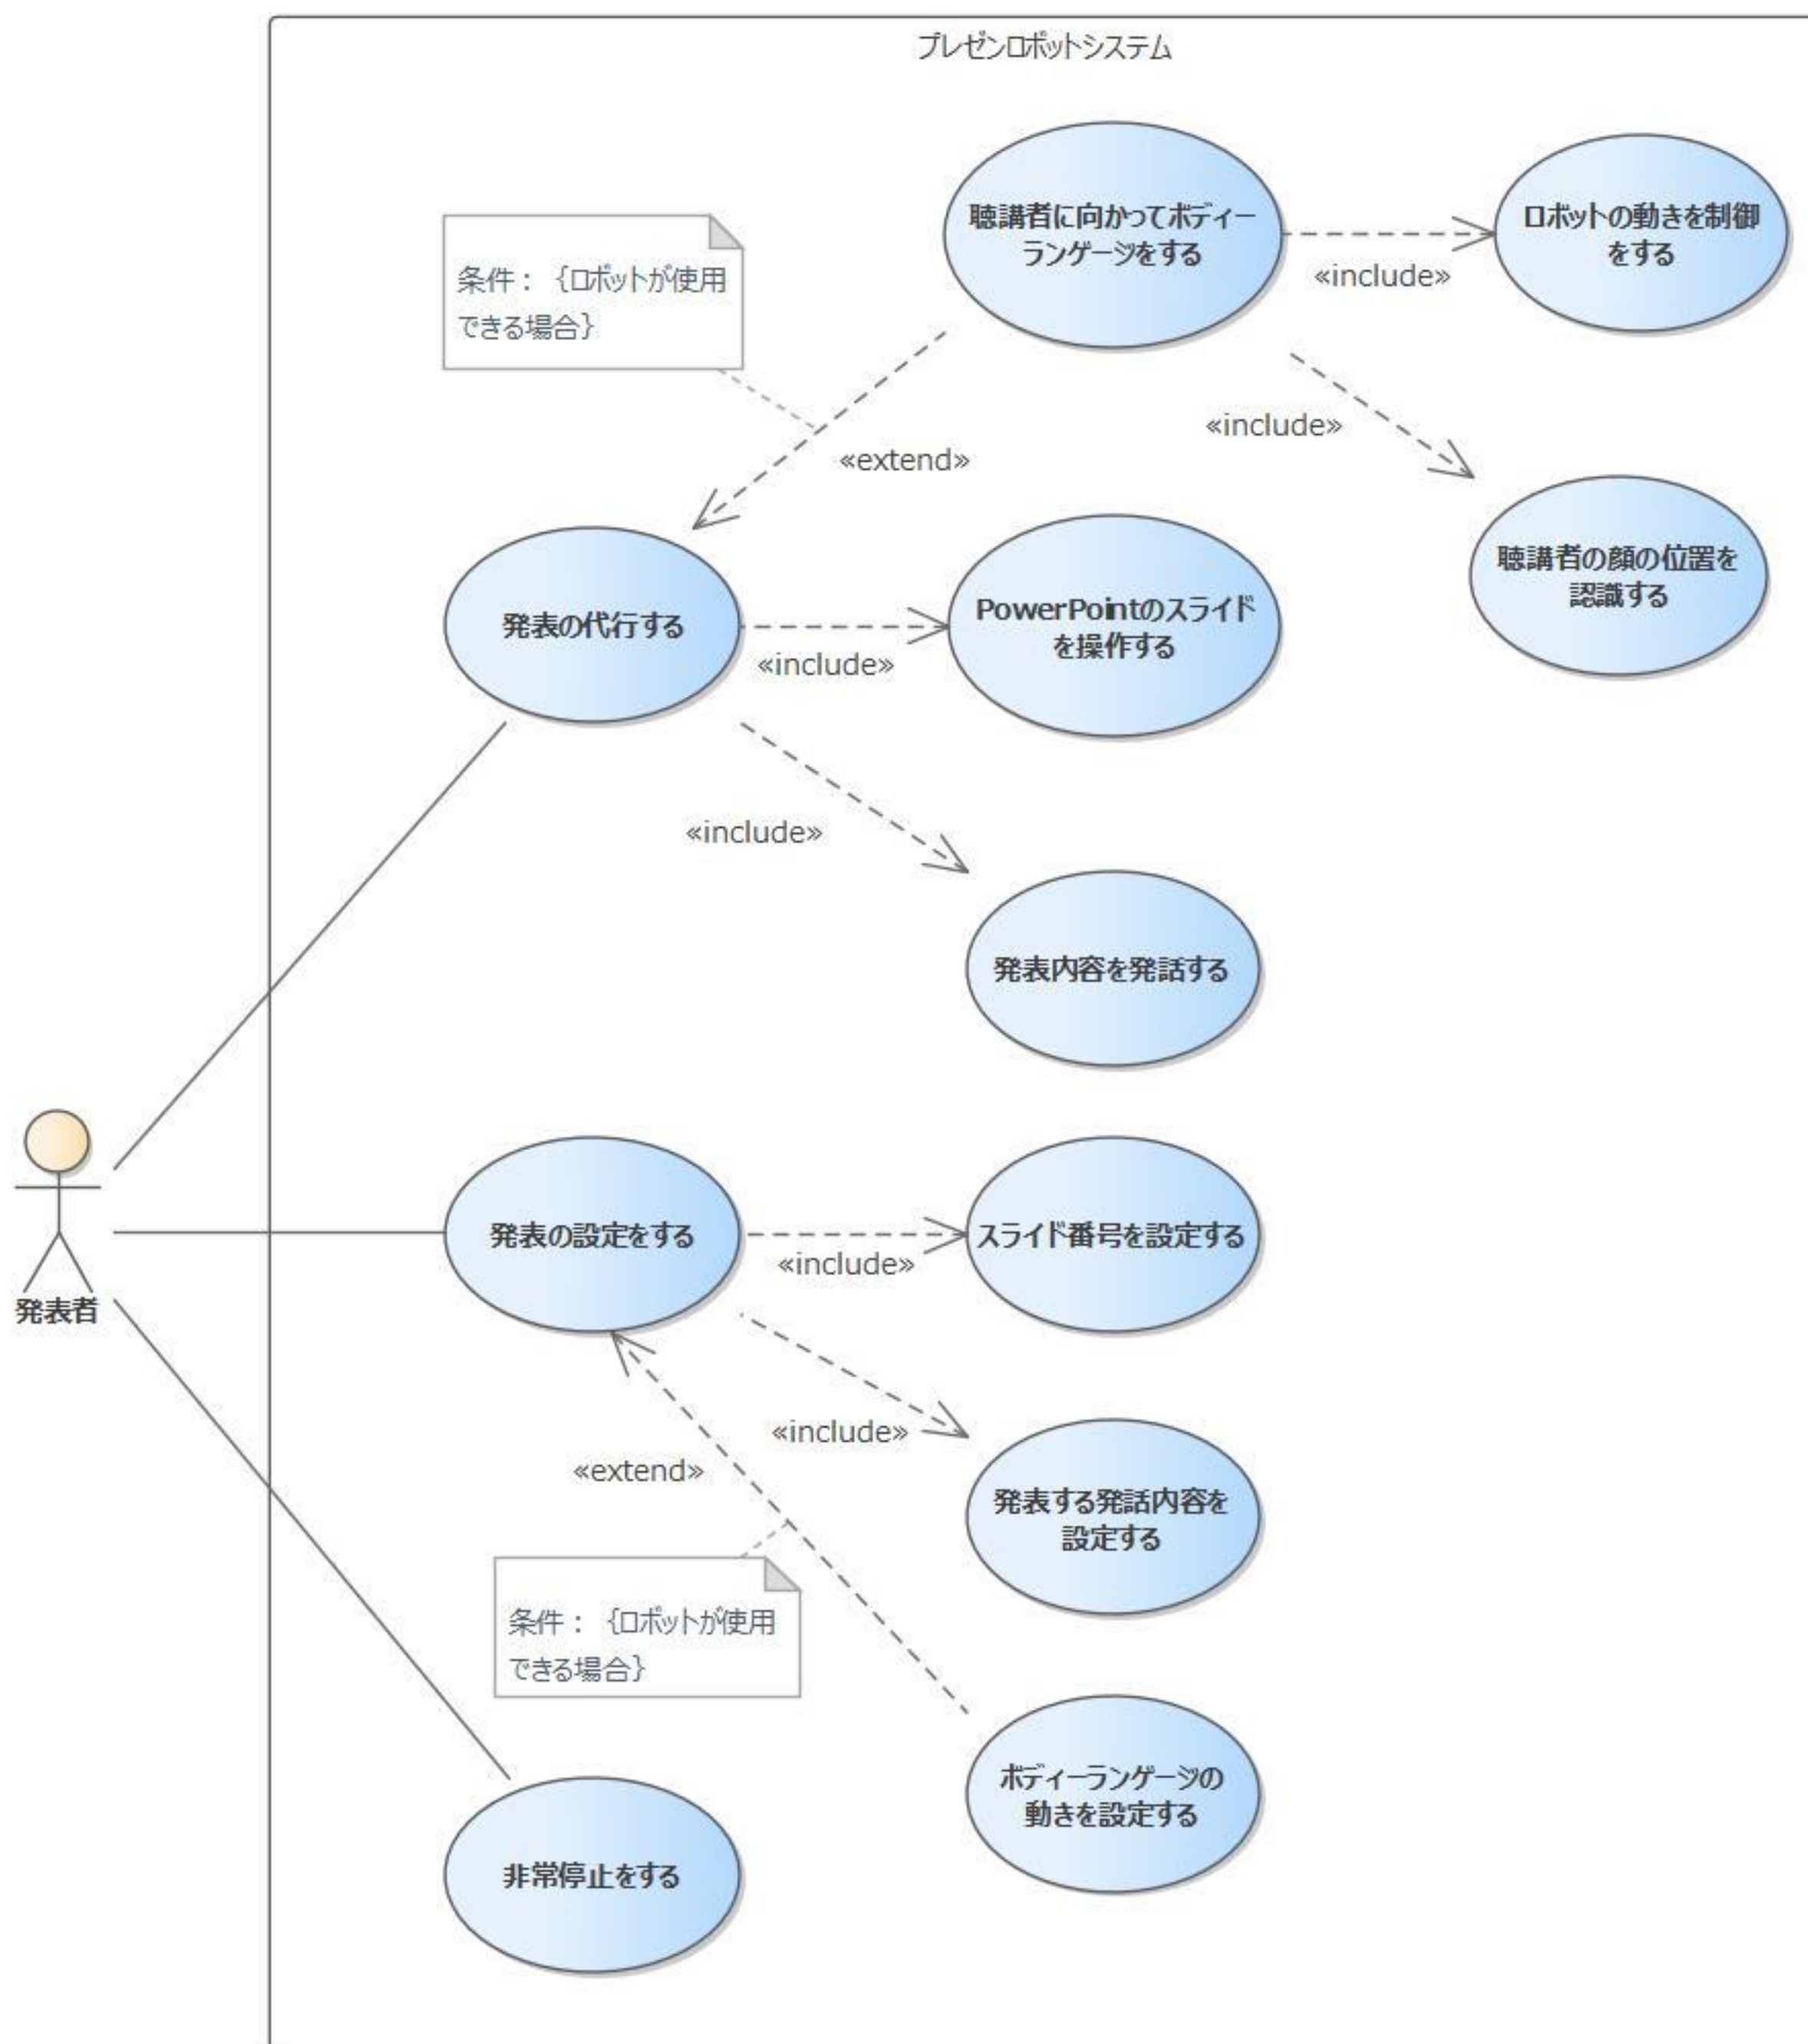 プレゼンロボットシステム
聴講者に向かってボディー
ランゲージをする
ロボットの動きを制御
をする
«include»
条件： {ロボットが使用
できる場合}
«include»
«extend»
聴講者の顔の位置を
認識する
発表の代行する
PowerPointのスライド
を操作する
«include»
«include»
発表内容を発話する
発表者
発表の設定をする
スライド番号を設定する
«include»
«include»
«extend»
発表する発話内容を
設定する
条件： {ロボットが使用
できる場合}
ボディーランゲージの
動きを設定する
非常停止をする